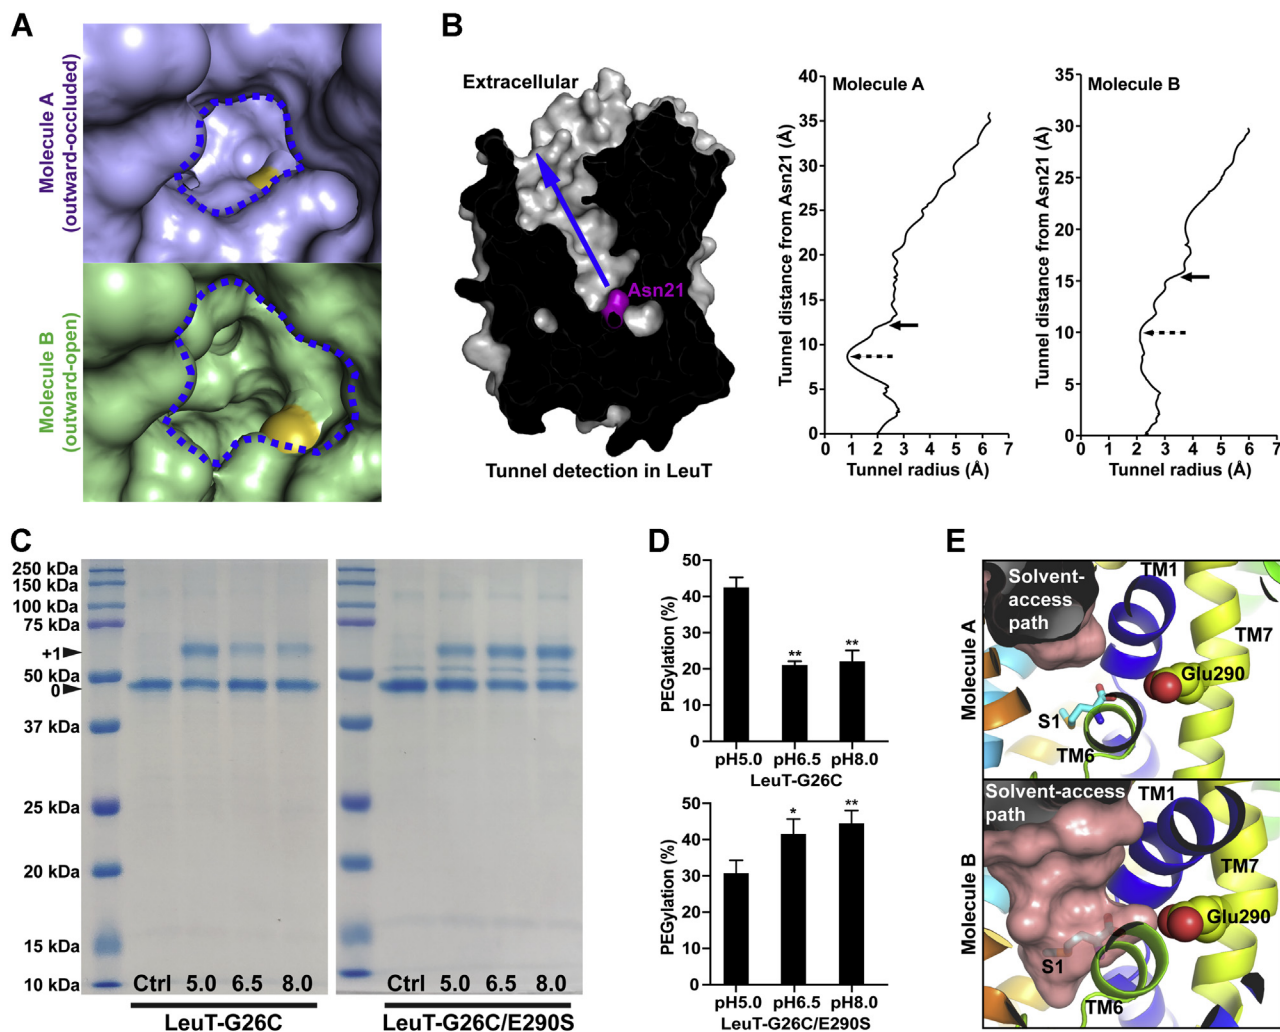 A
Molecule A
(outward-occluded)
Molecule B
(outward-open)
B
Extracellular
Asn21
Tunnel detection in LeuT
Molecule A
Tunnel distance from Asn21 (Å)
40
35
30
25
20
15
10
5
0
0 1 2 3 4 5 6 7
Tunnel radius (Å)
Molecule B
Tunnel distance from Asn21 (Å)
35
30
25
20
15
10
5
0
0 1 2 3 4 5 6 7
Tunnel radius (Å)
C
250 kDa
150 kDa
100 kDa
75 kDa
+1
50 kDa
0
37 kDa
25 kDa
20 kDa
15 kDa
10 kDa
Ctrl 5.0 6.5 8.0
LeuT-G26C
Ctrl 5.0 6.5 8.0
LeuT-G26C/E290S
D
PEGylation (%)
50
40
30
20
10
0
** **
pH5.0 pH6.5 pH8.0
LeuT-G26C
PEGylation (%)
50
40
30
20
10
0
* **
pH5.0 pH6.5 pH8.0
LeuT-G26C/E290S
E
Molecule A
Solvent-
access
path
TM1
TM7
Glu290
S1
TM6
Molecule B
Solvent-access
path
TM1
TM7
Glu290
S1
TM6